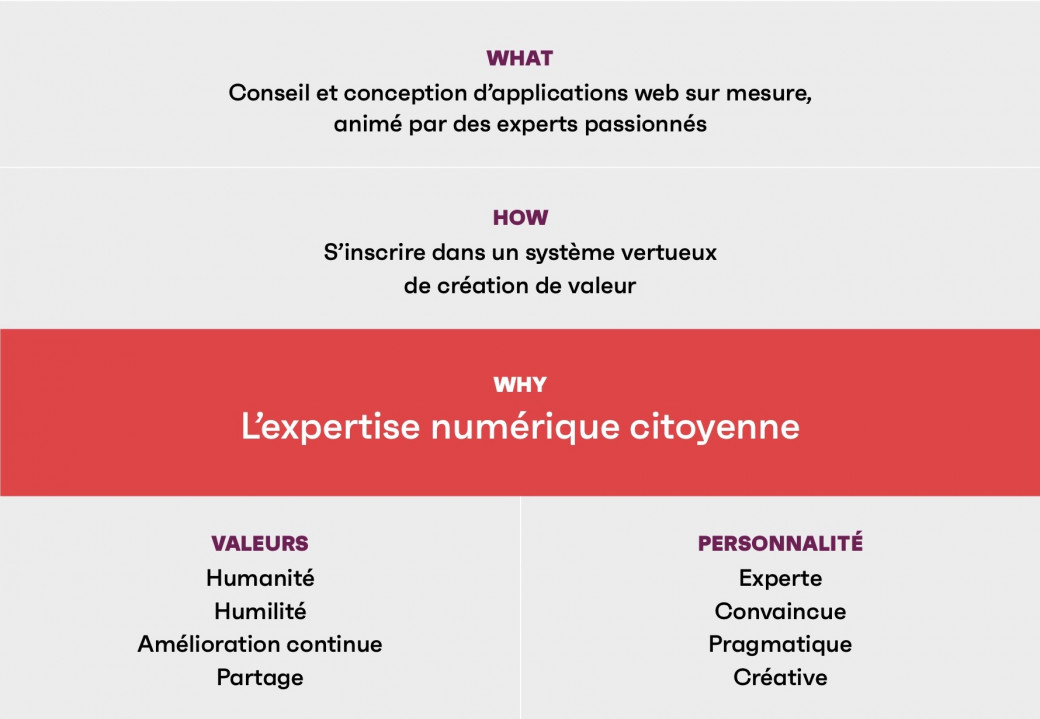 WHAT
Conseil et conception d’applications web sur mesure,
animé par des experts passionnés
HOW
S’inscrire dans un système vertueux
de création de valeur
WHY
L’expertise numérique citoyenne
VALEURS
Humanité
Humilité
Amélioration continue
Partage
PERSONNALITÉ
Experte
Convaincue
Pragmatique
Créative